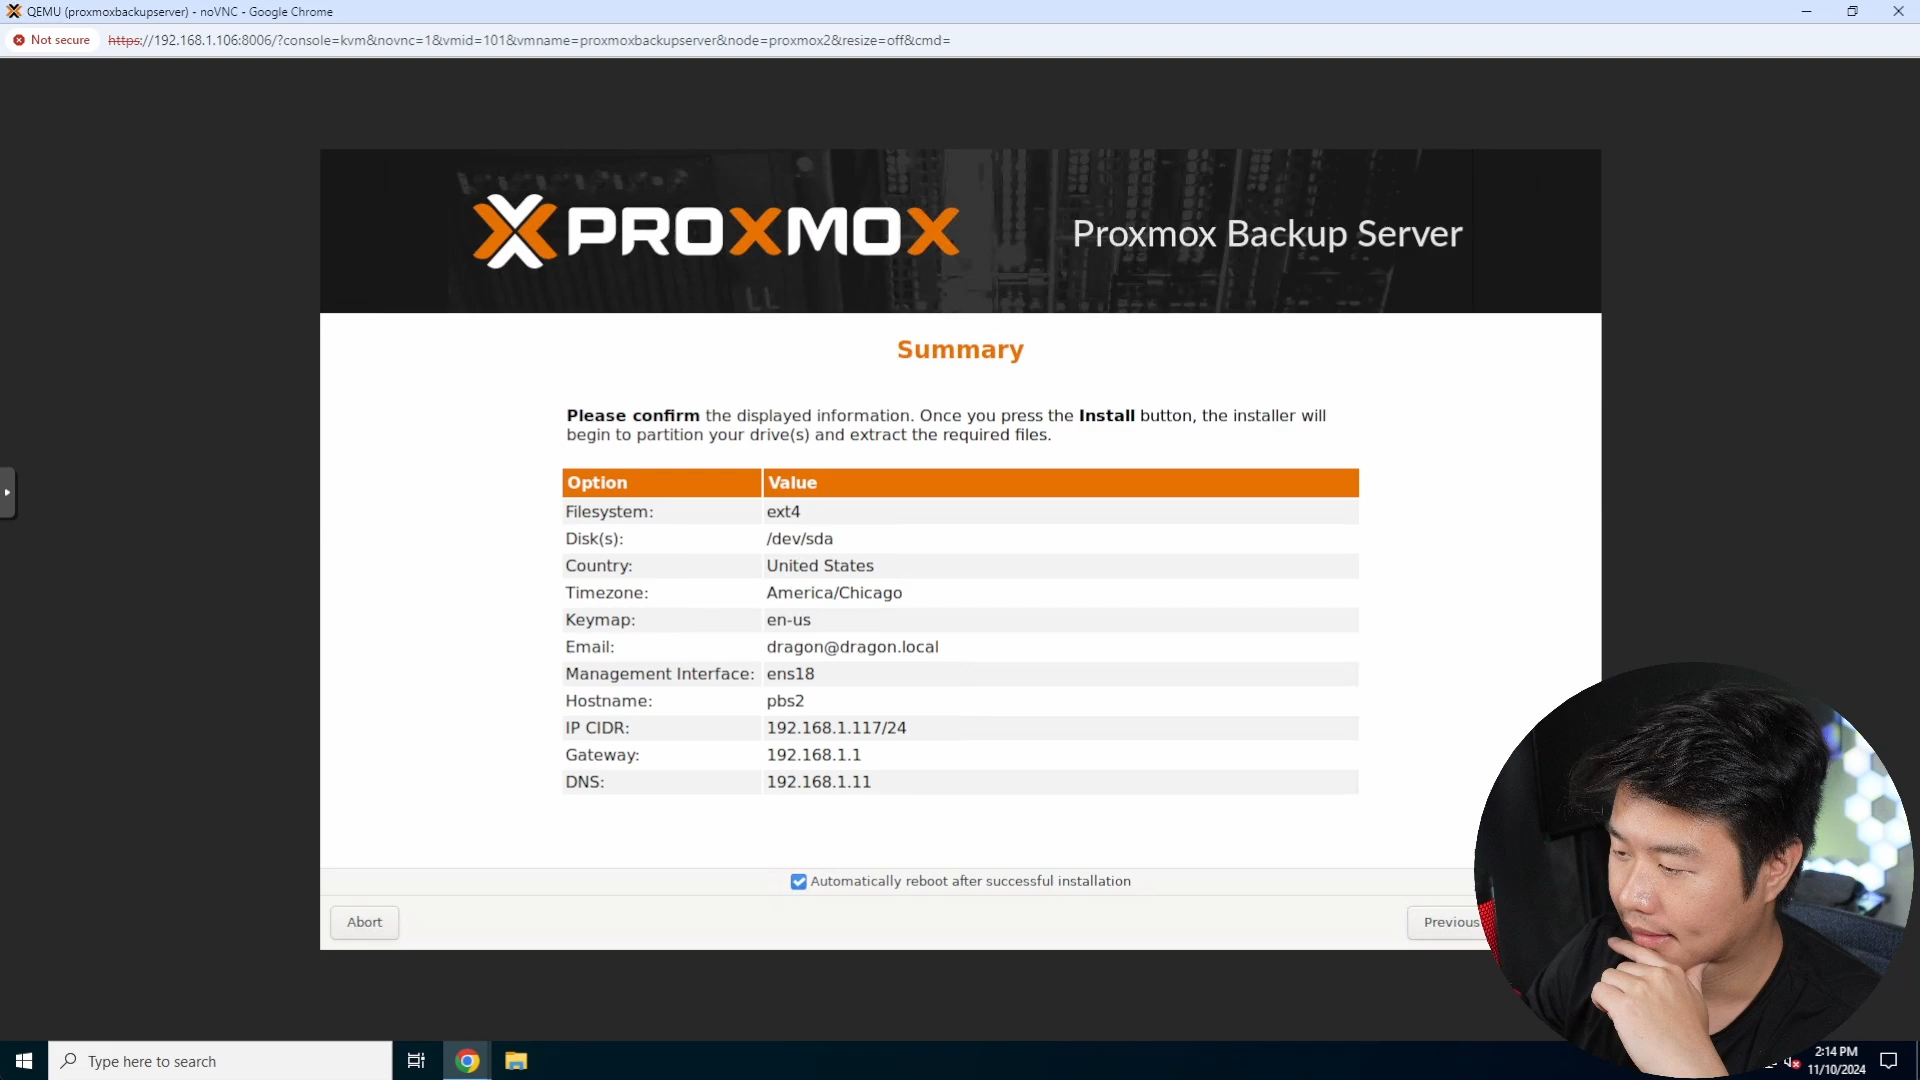 QEMU (proxmoxbackupserver) - noVNC - Google Chrome
Not secure https://192.168.1.106:8006/?console=kvm&novnc=1&vmid=101&vmname=proxmoxbackupserver&node=proxmox2&resize=off&cmd=
PROXMOX Proxmox Backup Server
Summary
Please confirm the displayed information. Once you press the Install button, the installer will
begin to partition your drive(s) and extract the required files.
Option Value
Filesystem: ext4
Disk(s): /dev/sda
Country: United States
Timezone: America/Chicago
Keymap: en-us
Email: dragon@dragon.local
Management Interface: ens18
Hostname: pbs2
IP CIDR: 192.168.1.117/24
Gateway: 192.168.1.1
DNS: 192.168.1.11
Automatically reboot after successful installation
Abort Previous
Type here to search
2:14 PM
11/10/2024